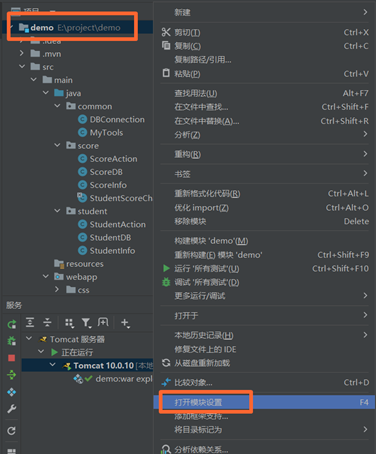 项目
demo E:\project\demo
.idea
.mvn
src
main
java
common
DBConnection
MyTools
score
ScoreAction
ScoreDB
ScoreInfo
StudentScoreCh
student
StudentAction
StudentDB
StudentInfo
resources
webapp
css
服务
Tomcat 服务器
正在运行
Tomcat 10.0.10 [本地
demo:war expl
新建
剪切(T) Ctrl+X
复制(C) Ctrl+C
复制路径/引用...
粘贴(P) Ctrl+V
查找用法(U) Alt+F7
在文件中查找... Ctrl+Shift+F
在文件中替换(A)... Ctrl+Shift+R
分析(Z)
重构(R)
书签
重新格式化代码(R) Ctrl+Alt+L
优化 import(Z) Ctrl+Alt+O
移除模块 Delete
构建模块 'demo'(M)
重新构建(E) 模块 'demo' Ctrl+Shift+F9
运行 '所有测试'(U) Ctrl+Shift+F10
调试 '所有测试'(D)
更多运行/调试
打开于
本地历史记录(H)
修复文件上的 IDE
从磁盘重新加载
比较对象... Ctrl+D
打开模块设置 F4
添加框架支持...
将目录标记为
分析依赖关系...